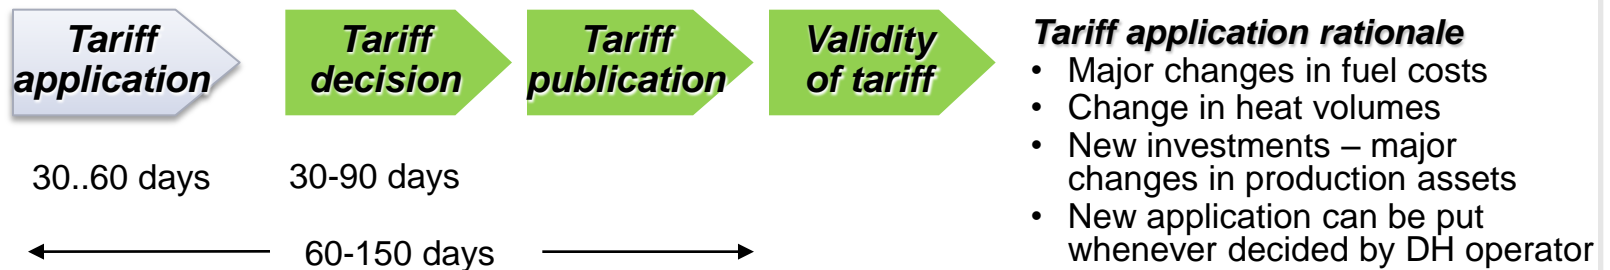 Tariff
application
Tariff
decision
Tariff
publication
Validity
of tariff
30..60 days
30-90 days
60-150 days
Tariff application rationale
• Major changes in fuel costs
• Change in heat volumes
• New investments – major
changes in production assets
• New application can be put
whenever decided by DH operator